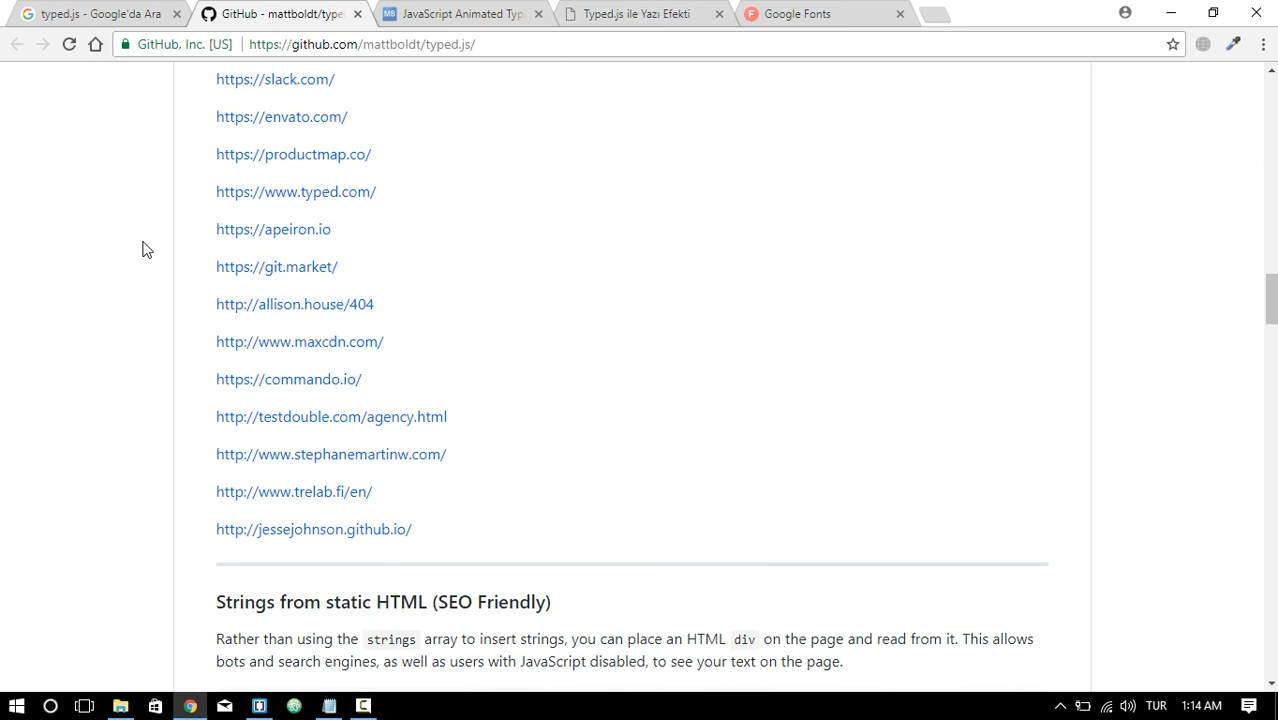 typed.js - Google'da Ara
GitHub - mattboldt/type
JavaScript Animated Typ
Typed.js ile Yazı Efekti
Google Fonts
GitHub, Inc. [US]
https://github.com/mattboldt/typed.js/
https://slack.com/
https://envato.com/
https://productmap.co/
https://www.typed.com/
https://apeiron.io
https://git.market/
http://allison.house/404
http://www.maxcdn.com/
https://commando.io/
http://testdouble.com/agency.html
http://www.stephanemartinw.com/
http://www.trelab.fi/en/
http://jessejohnson.github.io/
Strings from static HTML (SEO Friendly)
Rather than using the strings array to insert strings, you can place an HTML div on the page and read from it. This allows
bots and search engines, as well as users with JavaScript disabled, to see your text on the page.
TUR
1:14 AM